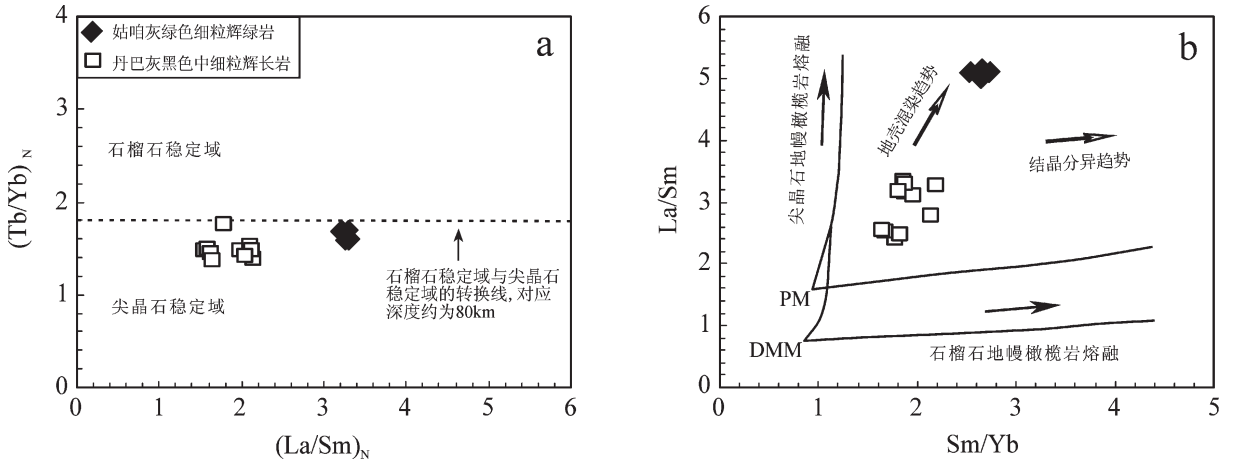 4
3
2
1
0
0
1
2
3
4
5
6
(Tb/Yb)N
(La/Sm)N
a
姑咱灰绿色细粒辉绿岩
丹巴灰黑色中细粒辉长岩
石榴石稳定域
尖晶石稳定域
石榴石稳定域与尖晶石
稳定域的转换线,对应
深度约为80km
6
5
4
3
2
1
0
0
1
2
3
4
5
La/Sm
Sm/Yb
b
尖晶石地幔橄榄岩熔融
地壳混染趋势
结晶分异趋势
PM
DMM
石榴石地幔橄榄岩熔融